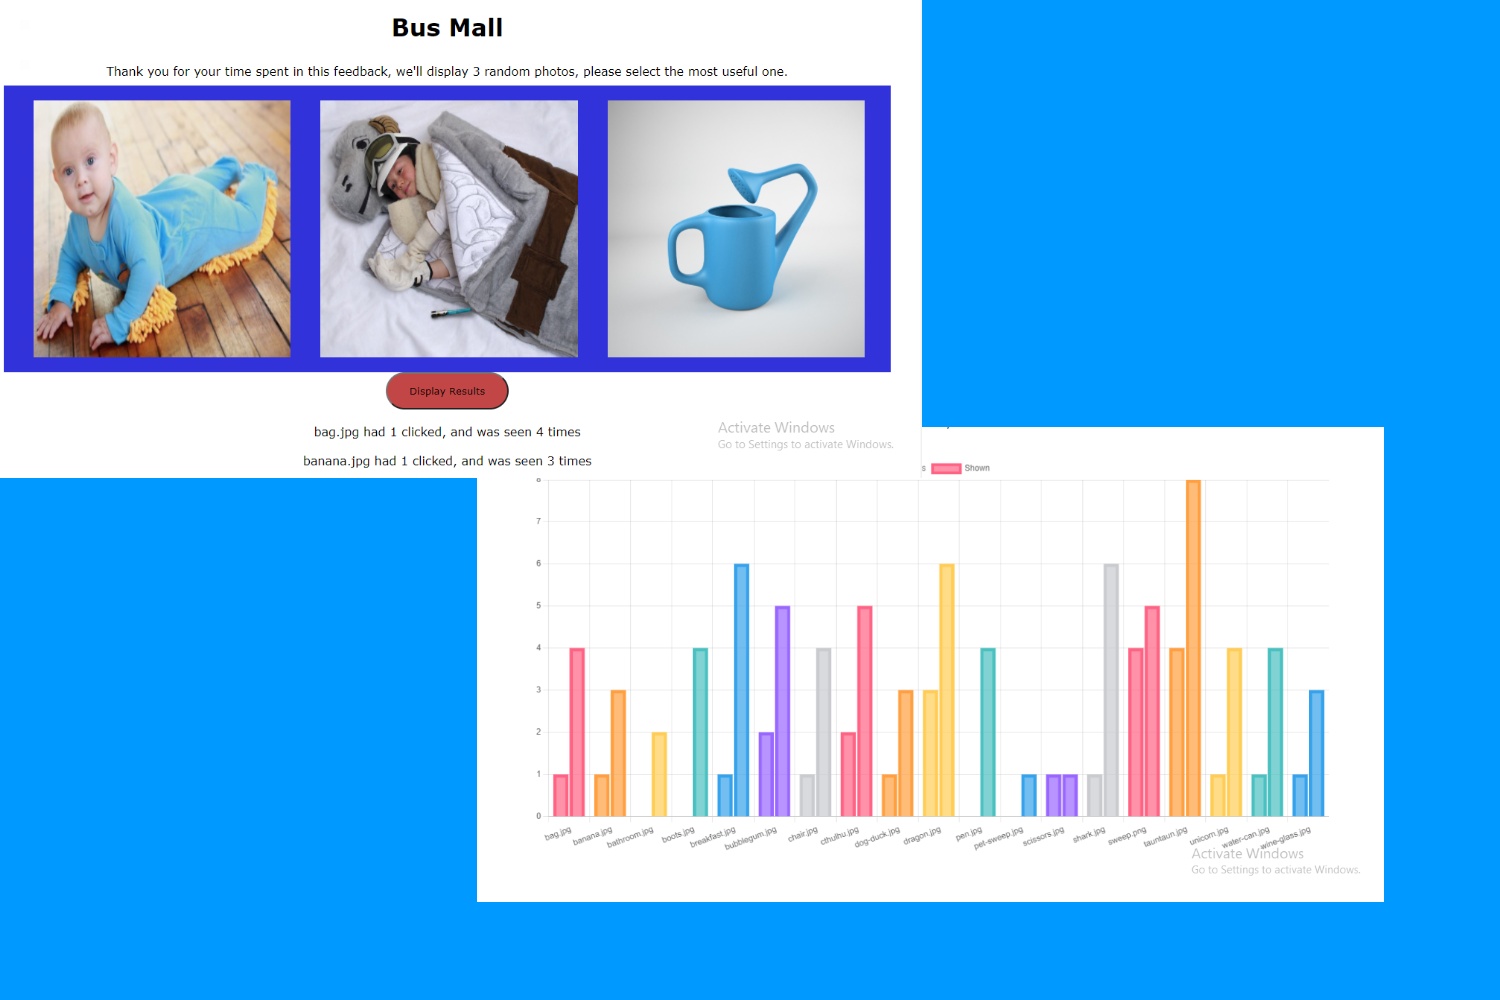 Bus Mall
Thank you for your time spent in this feedback, we'll display 3 random photos, please select the most useful one.
Display Results
bag.jpg had 1 clicked, and was seen 4 times
banana.jpg had 1 clicked, and was seen 3 times
Activate Windows
Go to Settings to activate Windows.
s Shown
8
7
6
5
4
3
2
1
0
bag.jpg
banana.jpg
bathroom.jpg
boots.jpg
breakfast.jpg
bubblegum.jpg
chair.jpg
cthulhu.jpg
dog-duck.jpg
dragon.jpg
pen.jpg
pet-sweep.jpg
scissors.jpg
shark.jpg
sweep.png
tauntaun.jpg
unicorn.jpg
water-can.jpg
wine-glass.jpg
Activate Windows
Go to Settings to activate Windows.